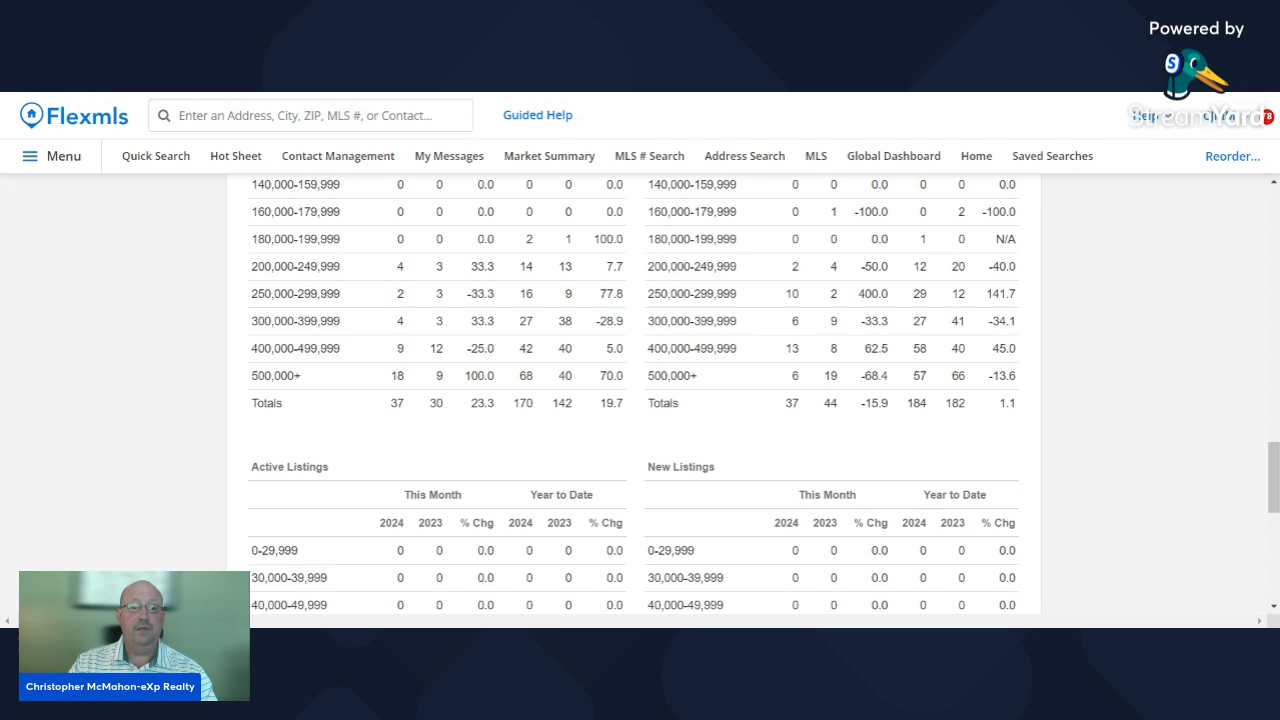 Powered by
StreamYard
Flexmls
Enter an Address, City, ZIP, MLS #, or Contact...
Guided Help
Help
78
Menu
Quick Search
Hot Sheet
Contact Management
My Messages
Market Summary
MLS # Search
Address Search
MLS
Global Dashboard
Home
Saved Searches
Reorder...
140,000-159,999 0 0 0.0 0 0 0.0
160,000-179,999 0 0 0.0 0 0 0.0
180,000-199,999 0 0 0.0 2 1 100.0
200,000-249,999 4 3 33.3 14 13 7.7
250,000-299,999 2 3 -33.3 16 9 77.8
300,000-399,999 4 3 33.3 27 38 -28.9
400,000-499,999 9 12 -25.0 42 40 5.0
500,000+ 18 9 100.0 68 40 70.0
Totals 37 30 23.3 170 142 19.7
140,000-159,999 0 0 0.0 0 0 0.0
160,000-179,999 0 1 -100.0 0 2 -100.0
180,000-199,999 0 0 0.0 1 0 N/A
200,000-249,999 2 4 -50.0 12 20 -40.0
250,000-299,999 10 2 400.0 29 12 141.7
300,000-399,999 6 9 -33.3 27 41 -34.1
400,000-499,999 13 8 62.5 58 40 45.0
500,000+ 6 19 -68.4 57 66 -13.6
Totals 37 44 -15.9 184 182 1.1
Active Listings
This Month Year to Date
2024 2023 % Chg 2024 2023 % Chg
0-29,999 0 0 0.0 0 0 0.0
30,000-39,999 0 0 0.0 0 0 0.0
40,000-49,999 0 0 0.0 0 0 0.0
New Listings
This Month Year to Date
2024 2023 % Chg 2024 2023 % Chg
0-29,999 0 0 0.0 0 0 0.0
30,000-39,999 0 0 0.0 0 0 0.0
40,000-49,999 0 0 0.0 0 0 0.0
Christopher McMahon-eXp Realty